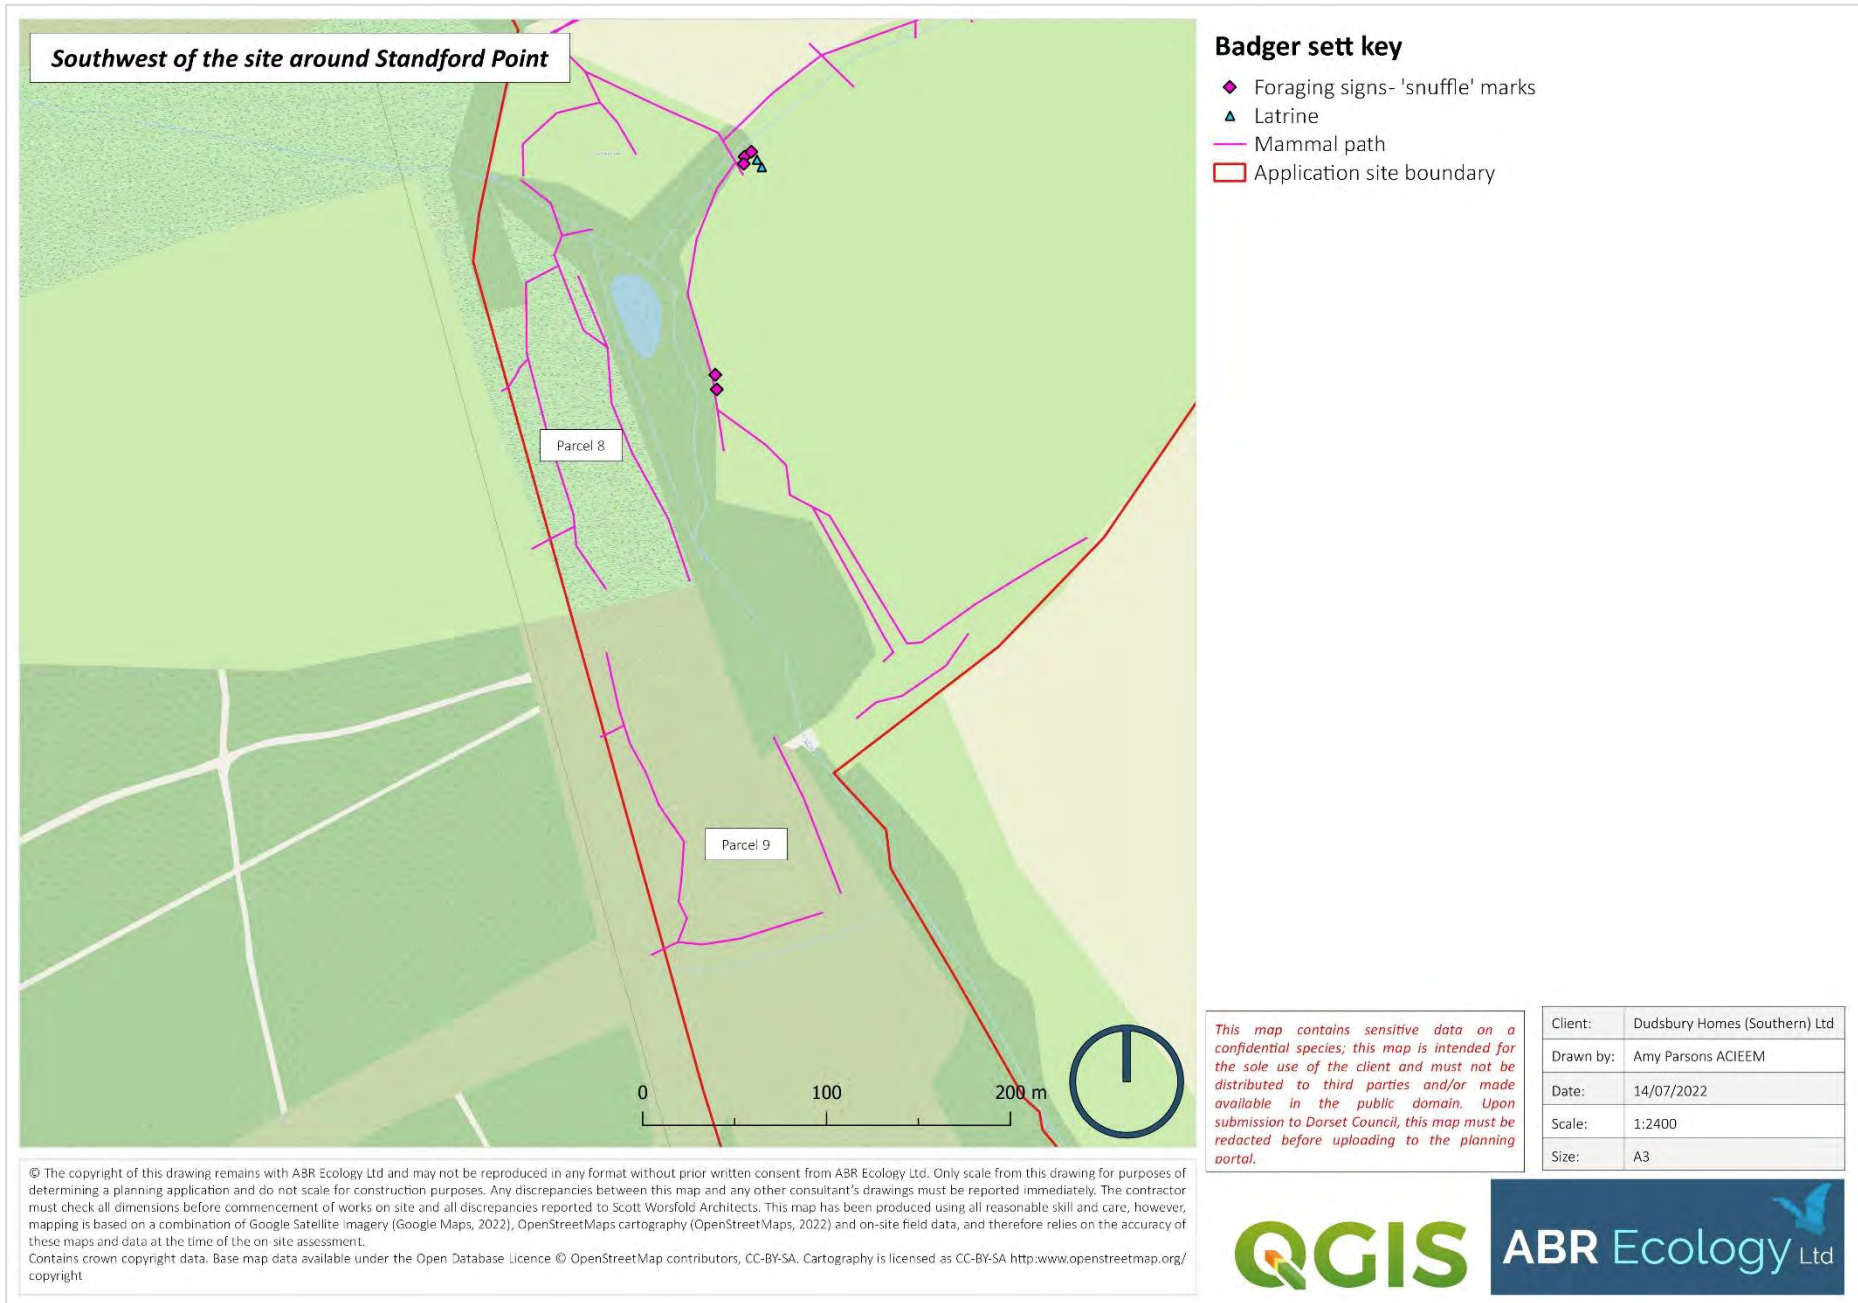 Southwest of the site around Standford Point
Badger sett key
Foraging signs- 'snuffle' marks
Latrine
Mammal path
Application site boundary
Parcel 8
Parcel 9
0 100 200 m
This map contains sensitive data on a
confidential species; this map is intended for
the sole use of the client and must not be
distributed to third parties and/or made
available in the public domain. Upon
submission to Dorset Council, this map must be
redacted before uploading to the planning
portal.
Client: Dudsbury Homes (Southern) Ltd
Drawn by: Amy Parsons ACIEEM
Date: 14/07/2022
Scale: 1:2400
Size: A3
© The copyright of this drawing remains with ABR Ecology Ltd and may not be reproduced in any format without prior written consent from ABR Ecology Ltd. Only scale from this drawing for purposes of
determining a planning application and do not scale for construction purposes. Any discrepancies between this map and any other consultant's drawings must be reported immediately. The contractor
must check all dimensions before commencement of works on site and all discrepancies reported to Scott Worsfold Architects. This map has been produced using all reasonable skill and care, however,
mapping is based on a combination of Google Satellite Imagery (Google Maps, 2022), OpenStreetMaps cartography (OpenStreetMaps, 2022) and on-site field data, and therefore relies on the accuracy of
these maps and data at the time of the on-site assessment.
Contains crown copyright data. Base map data available under the Open Database Licence © OpenStreetMap contributors, CC-BY-SA. Cartography is licensed as CC-BY-SA http:www.openstreetmap.org/
copyright
QGIS
ABR Ecology Ltd